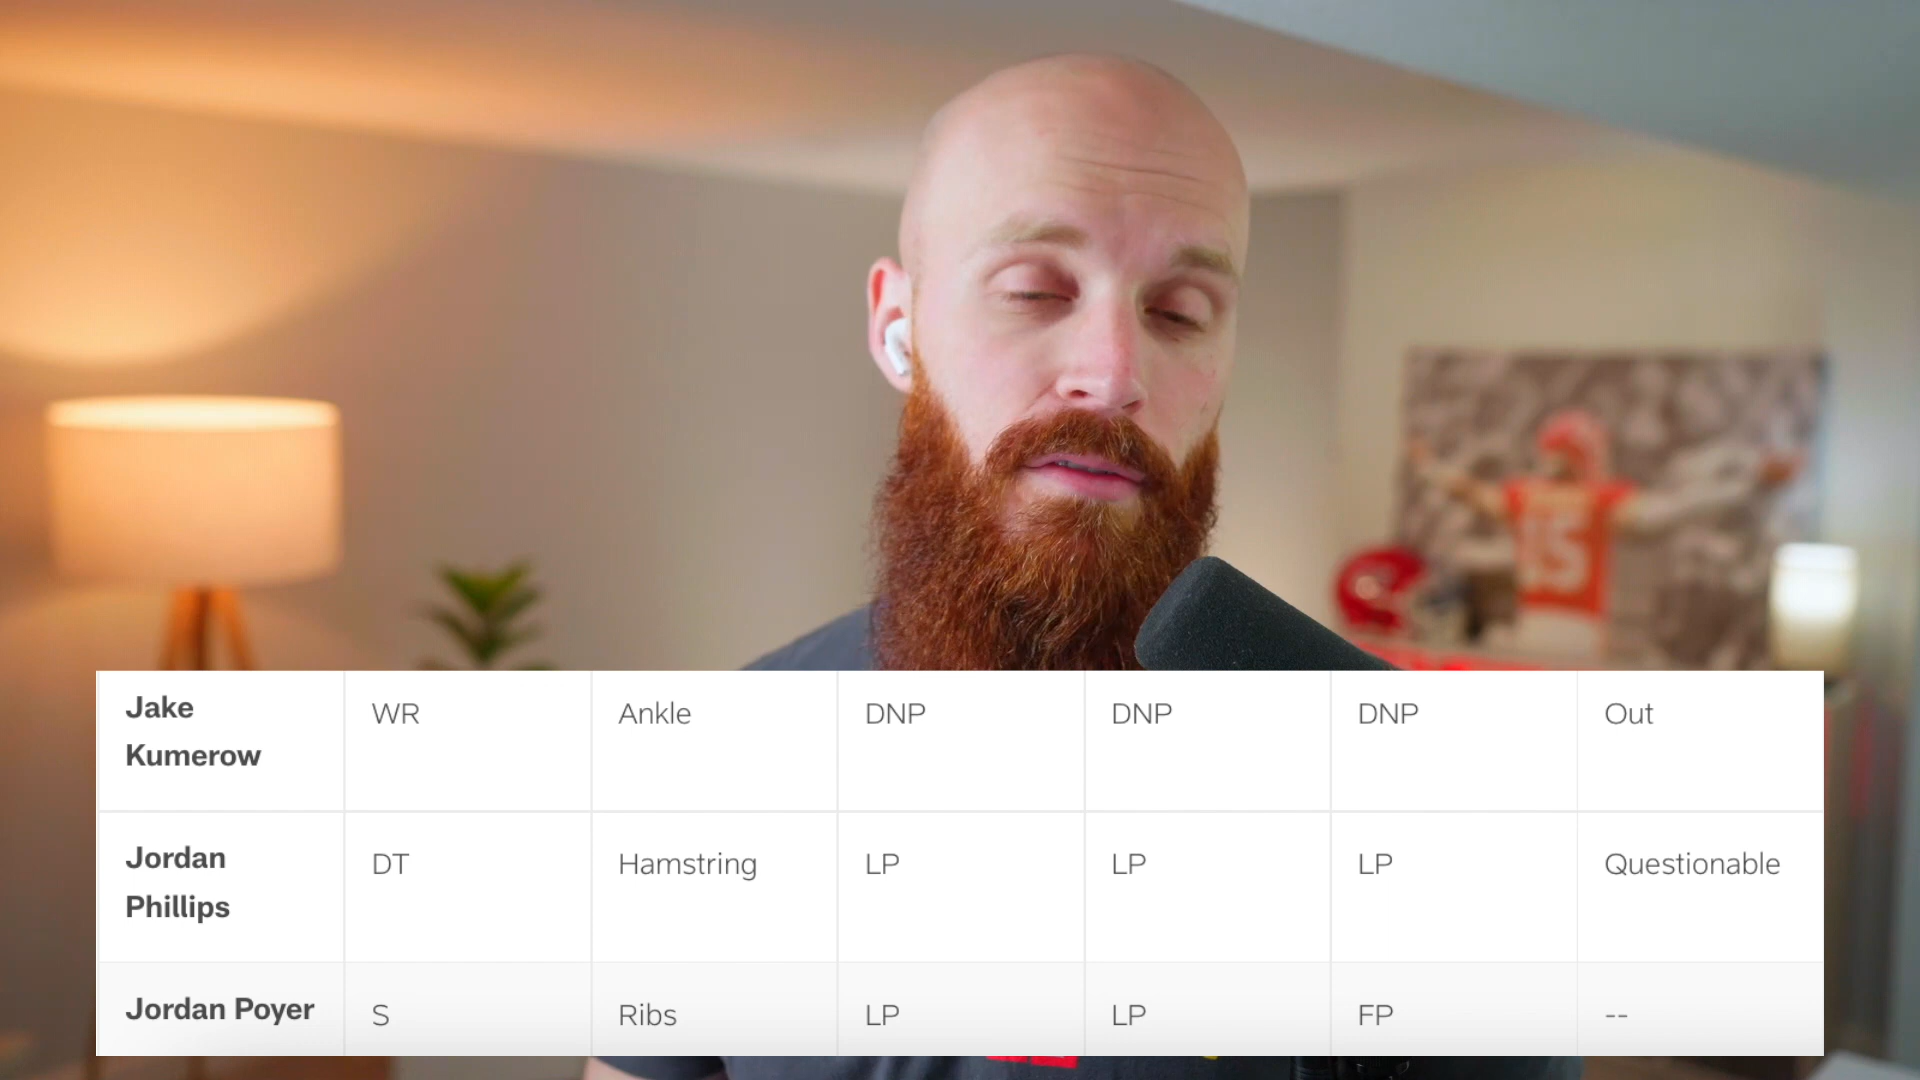 Jake
Kumerow
WR
Ankle
DNP
DNP
DNP
Out
Jordan
Phillips
DT
Hamstring
LP
LP
LP
Questionable
Jordan Poyer
S
Ribs
LP
LP
FP
--
15